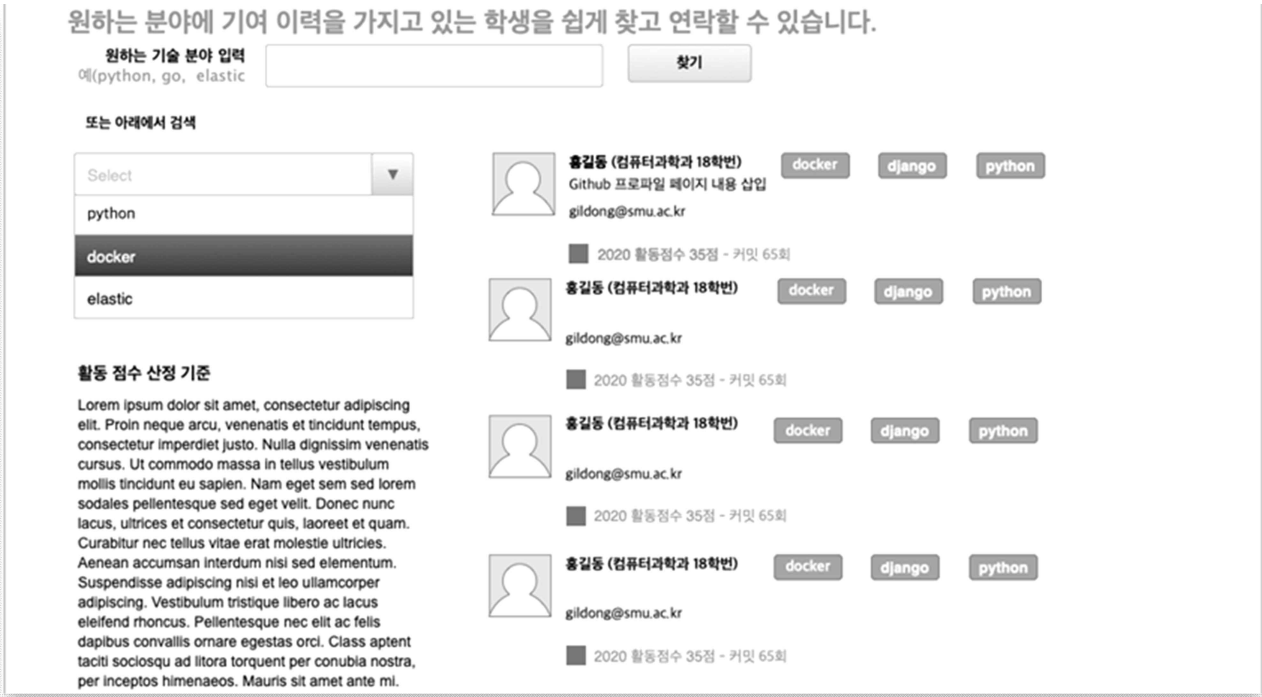 원하는 분야에 기여 이력을 가지고 있는 학생을 쉽게 찾고 연락할 수 있습니다.
원하는 기술 분야 입력
예(python, go, elastic
찾기
또는 아래에서 검색
Select
python
docker
elastic
활동 점수 산정 기준
Lorem ipsum dolor sit amet, consectetur adipiscing
elit. Proin neque arcu, venenatis et tincidunt tempus,
consectetur imperdiet justo. Nulla dignissim venenatis
cursus. Ut commodo massa in tellus vestibulum
mollis tincidunt eu sapien. Nam eget sem sed lorem
sodales pellentesque sed eget velit. Donec nunc
lacus, ultrices et consectetur quis, laoreet et quam.
Curabitur nec tellus vitae erat molestie ultricies.
Aenean accumsan interdum nisi sed elementum.
Suspendisse adipiscing nisi et leo ullamcorper
adipiscing. Vestibulum tristique libero ac lacus
eleifend rhoncus. Pellentesque nec elit ac felis
dapibus convallis ornare egestas orci. Class aptent
taciti sociosqu ad litora torquent per conubia nostra,
per inceptos himenaeos. Mauris sit amet ante mi.
홍길동 (컴퓨터과학과 18학번) docker django python
Github 프로파일 페이지 내용 삽입
gildong@smu.ac.kr
2020 활동점수 35점 - 커밋 65회
홍길동 (컴퓨터과학과 18학번) docker django python
gildong@smu.ac.kr
2020 활동점수 35점 - 커밋 65회
홍길동 (컴퓨터과학과 18학번) docker django python
gildong@smu.ac.kr
2020 활동점수 35점 - 커밋 65회
홍길동 (컴퓨터과학과 18학번) docker django python
gildong@smu.ac.kr
2020 활동점수 35점 - 커밋 65회